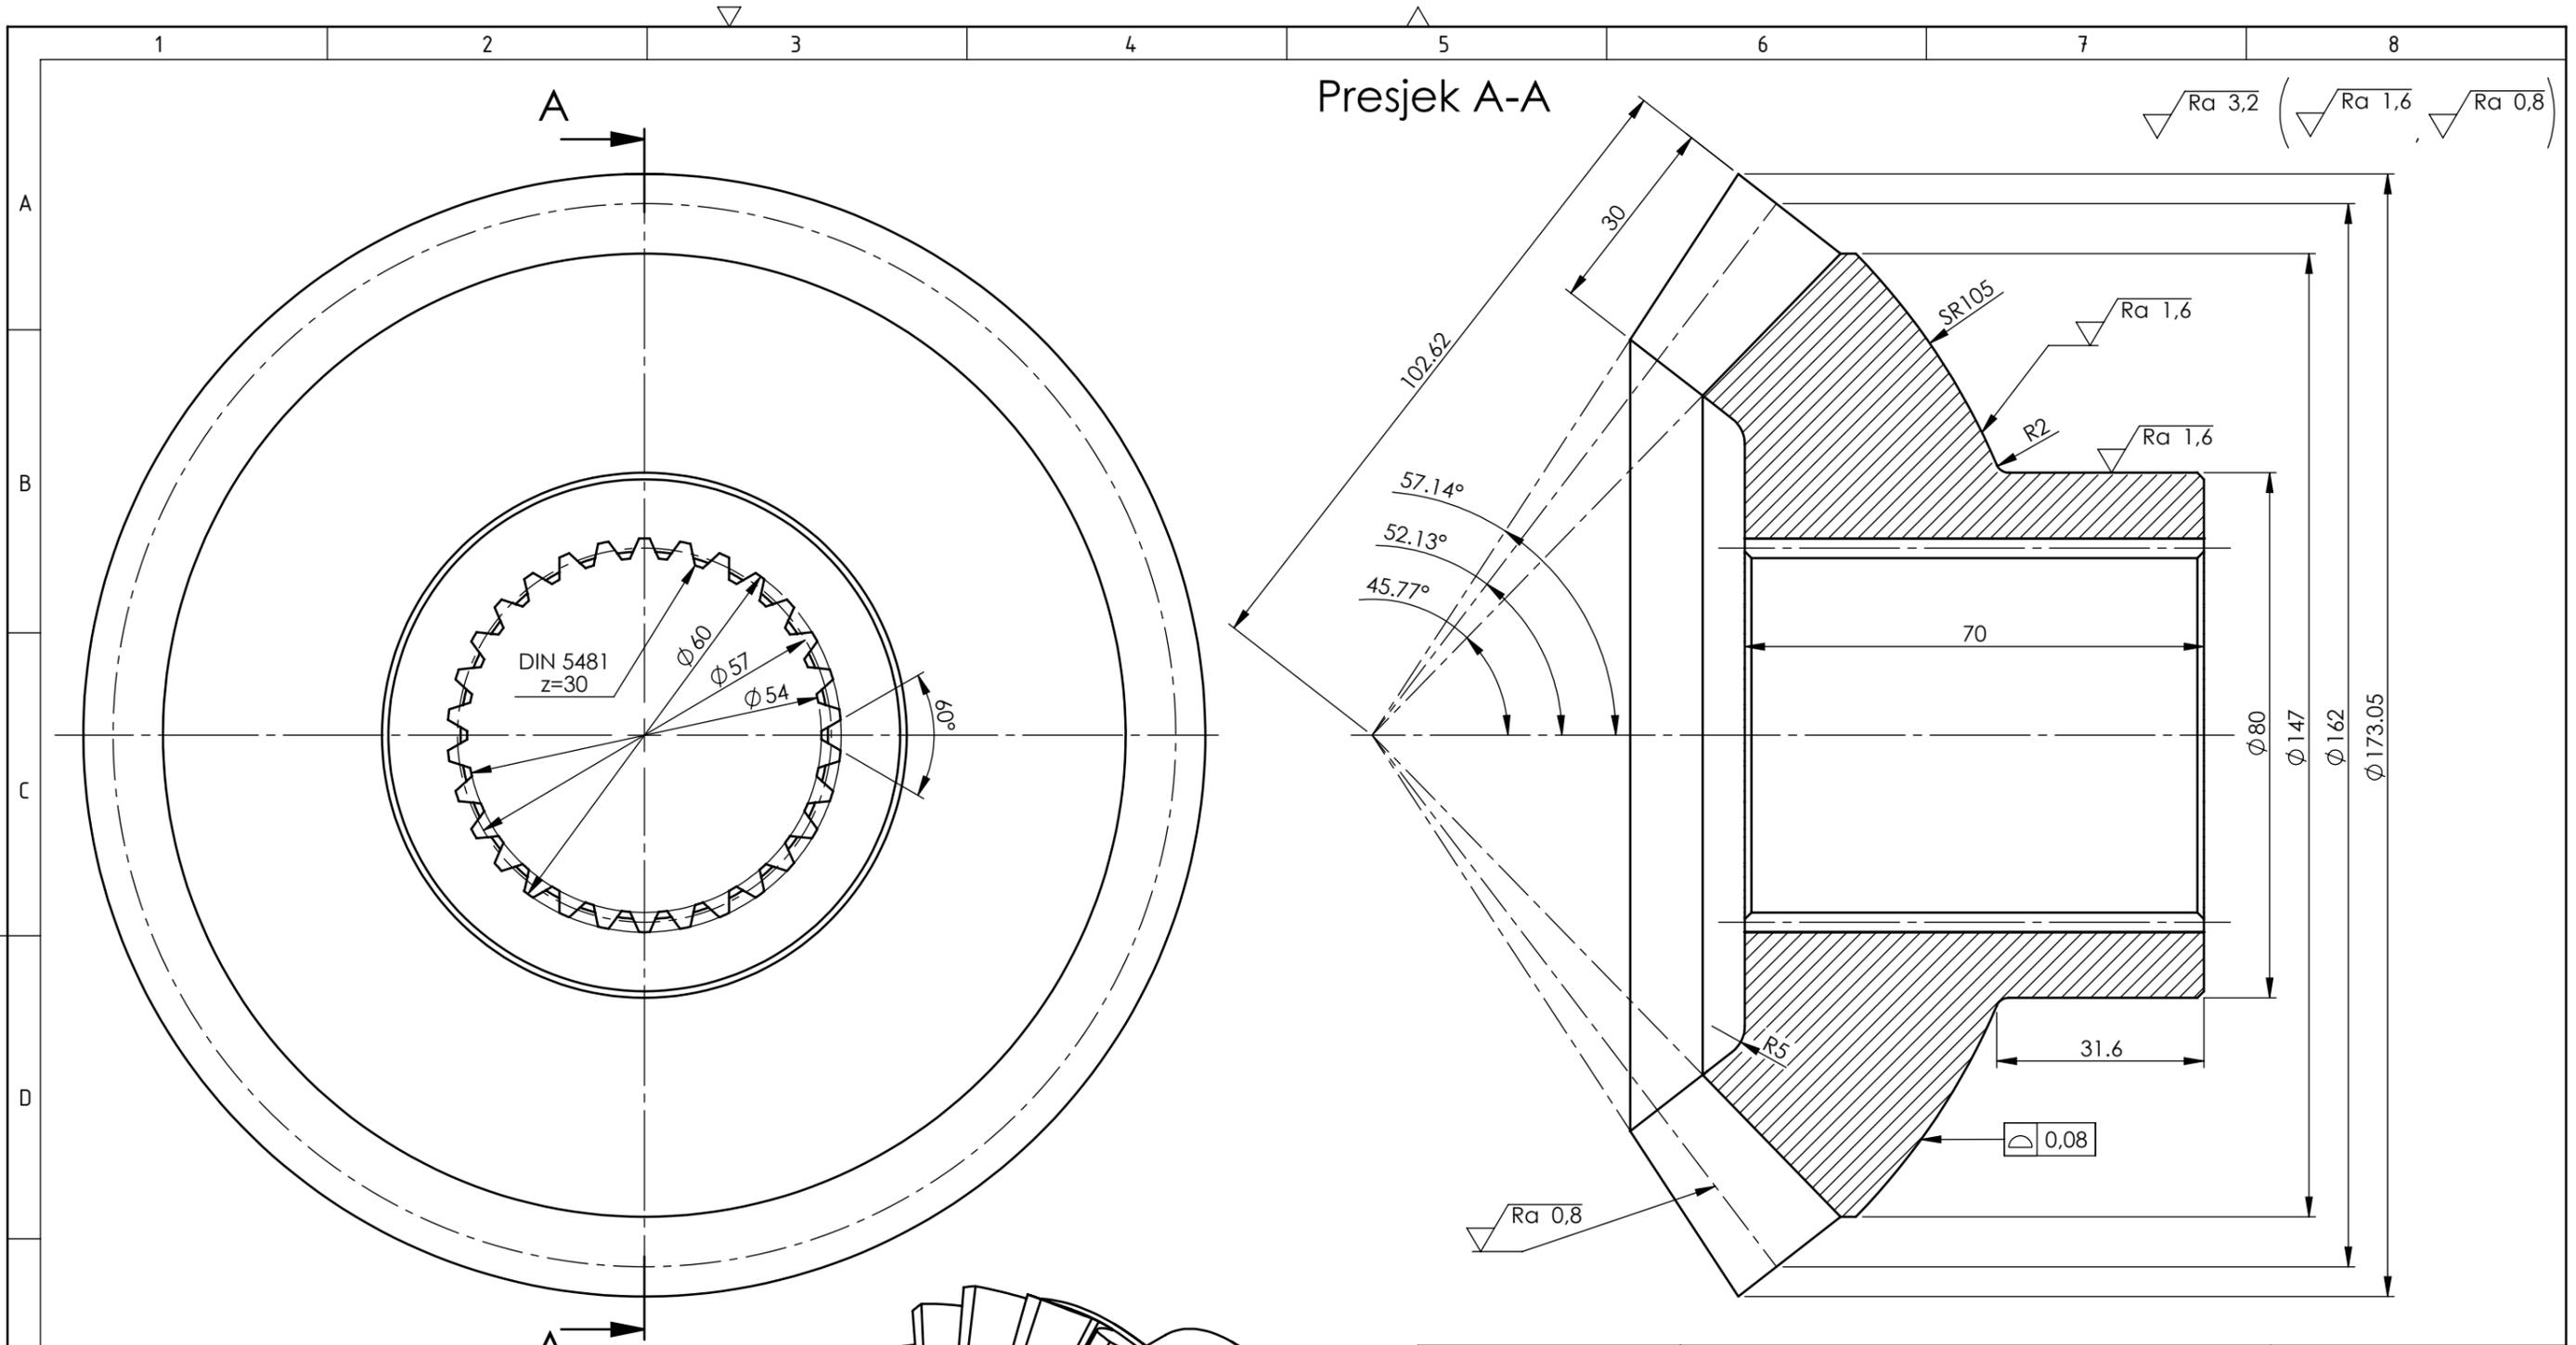 1 2 3 4 5 6 7 8
Presjek A-A
A
Ra 3,2 ( Ra 1,6 , Ra 0,8 )
A
B
C
D
DIN 5481
z=30
Ø60
Ø57
Ø54
60°
102.62
30
57.14°
52.13°
45.77°
SR105
Ra 1,6
R2
Ra 1,6
70
Ø80
Ø147
Ø162
Ø173.05
R5
31.6
⌓ 0,08
Ra 0,8
A